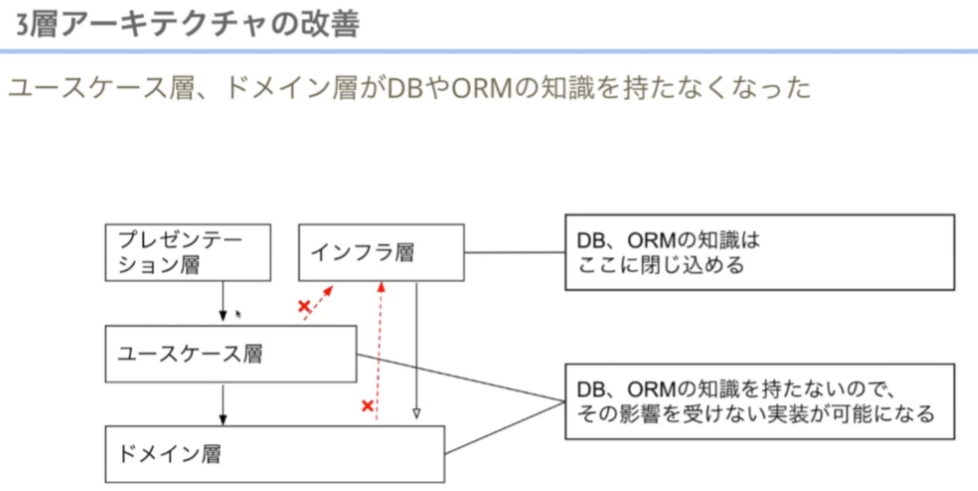 3層アーキテクチャの改善
ユースケース層、ドメイン層がDBやORMの知識を持たなくなった
プレゼンテー
ション層
インフラ層
DB、ORMの知識は
ここに閉じ込める
ユースケース層
DB、ORMの知識を持たないので、
その影響を受けない実装が可能になる
ドメイン層